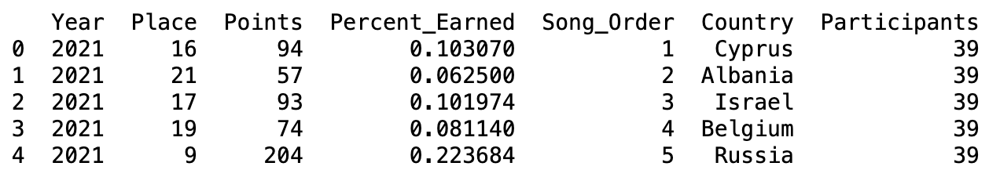 Year Place Points Percent_Earned Song_Order Country Participants
0 2021 16 94 0.103070 1 Cyprus 39
1 2021 21 57 0.062500 2 Albania 39
2 2021 17 93 0.101974 3 Israel 39
3 2021 19 74 0.081140 4 Belgium 39
4 2021 9 204 0.223684 5 Russia 39